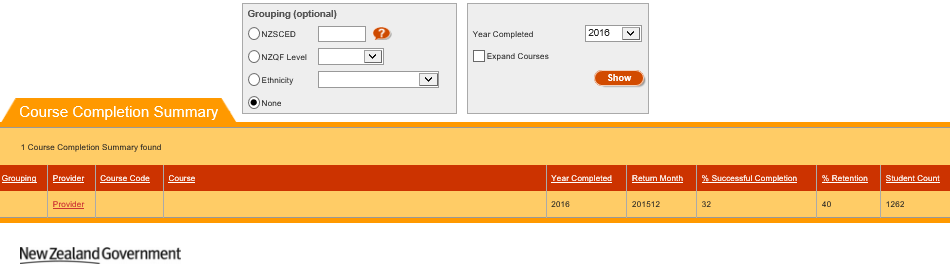 Grouping (optional)
NZSCED
?
NZQF Level
Ethnicity
None
Year Completed 2016
Expand Courses
Show
Course Completion Summary
1 Course Completion Summary found
Grouping Provider Course Code Course Year Completed Return Month % Successful Completion % Retention Student Count
Provider 2016 201512 32 40 1262
New Zealand Government